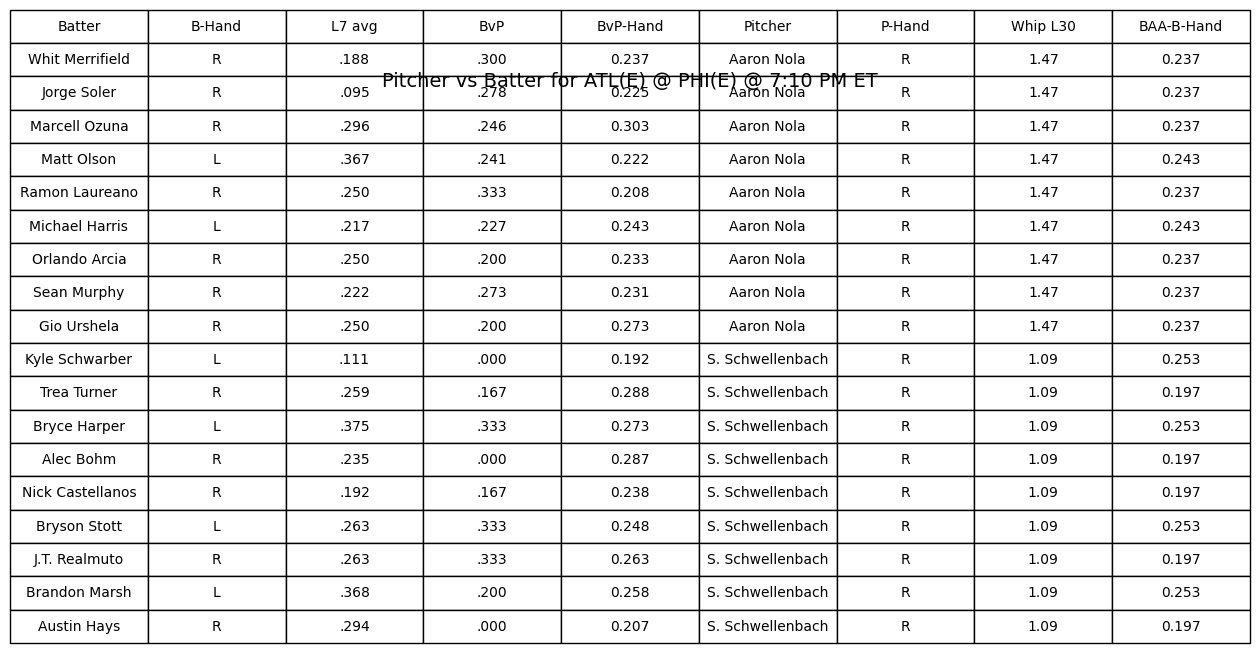 Batter B-Hand L7 avg BvP BvP-Hand Pitcher P-Hand Whip L30 BAA-B-Hand
Whit Merrifield R .188 .300 0.237 Aaron Nola R 1.47 0.237
Pitcher vs Batter for ATL(E) @ PHI(E) @ 7:10 PM ET
Jorge Soler R .095 .278 0.225 Aaron Nola R 1.47 0.237
Marcell Ozuna R .296 .246 0.303 Aaron Nola R 1.47 0.237
Matt Olson L .367 .241 0.222 Aaron Nola R 1.47 0.243
Ramon Laureano R .250 .333 0.208 Aaron Nola R 1.47 0.237
Michael Harris L .217 .227 0.243 Aaron Nola R 1.47 0.243
Orlando Arcia R .250 .200 0.233 Aaron Nola R 1.47 0.237
Sean Murphy R .222 .273 0.231 Aaron Nola R 1.47 0.237
Gio Urshela R .250 .200 0.273 Aaron Nola R 1.47 0.237
Kyle Schwarber L .111 .000 0.192 S. Schwellenbach R 1.09 0.253
Trea Turner R .259 .167 0.288 S. Schwellenbach R 1.09 0.197
Bryce Harper L .375 .333 0.273 S. Schwellenbach R 1.09 0.253
Alec Bohm R .235 .000 0.287 S. Schwellenbach R 1.09 0.197
Nick Castellanos R .192 .167 0.238 S. Schwellenbach R 1.09 0.197
Bryson Stott L .263 .333 0.248 S. Schwellenbach R 1.09 0.253
J.T. Realmuto R .263 .333 0.263 S. Schwellenbach R 1.09 0.197
Brandon Marsh L .368 .200 0.258 S. Schwellenbach R 1.09 0.253
Austin Hays R .294 .000 0.207 S. Schwellenbach R 1.09 0.197